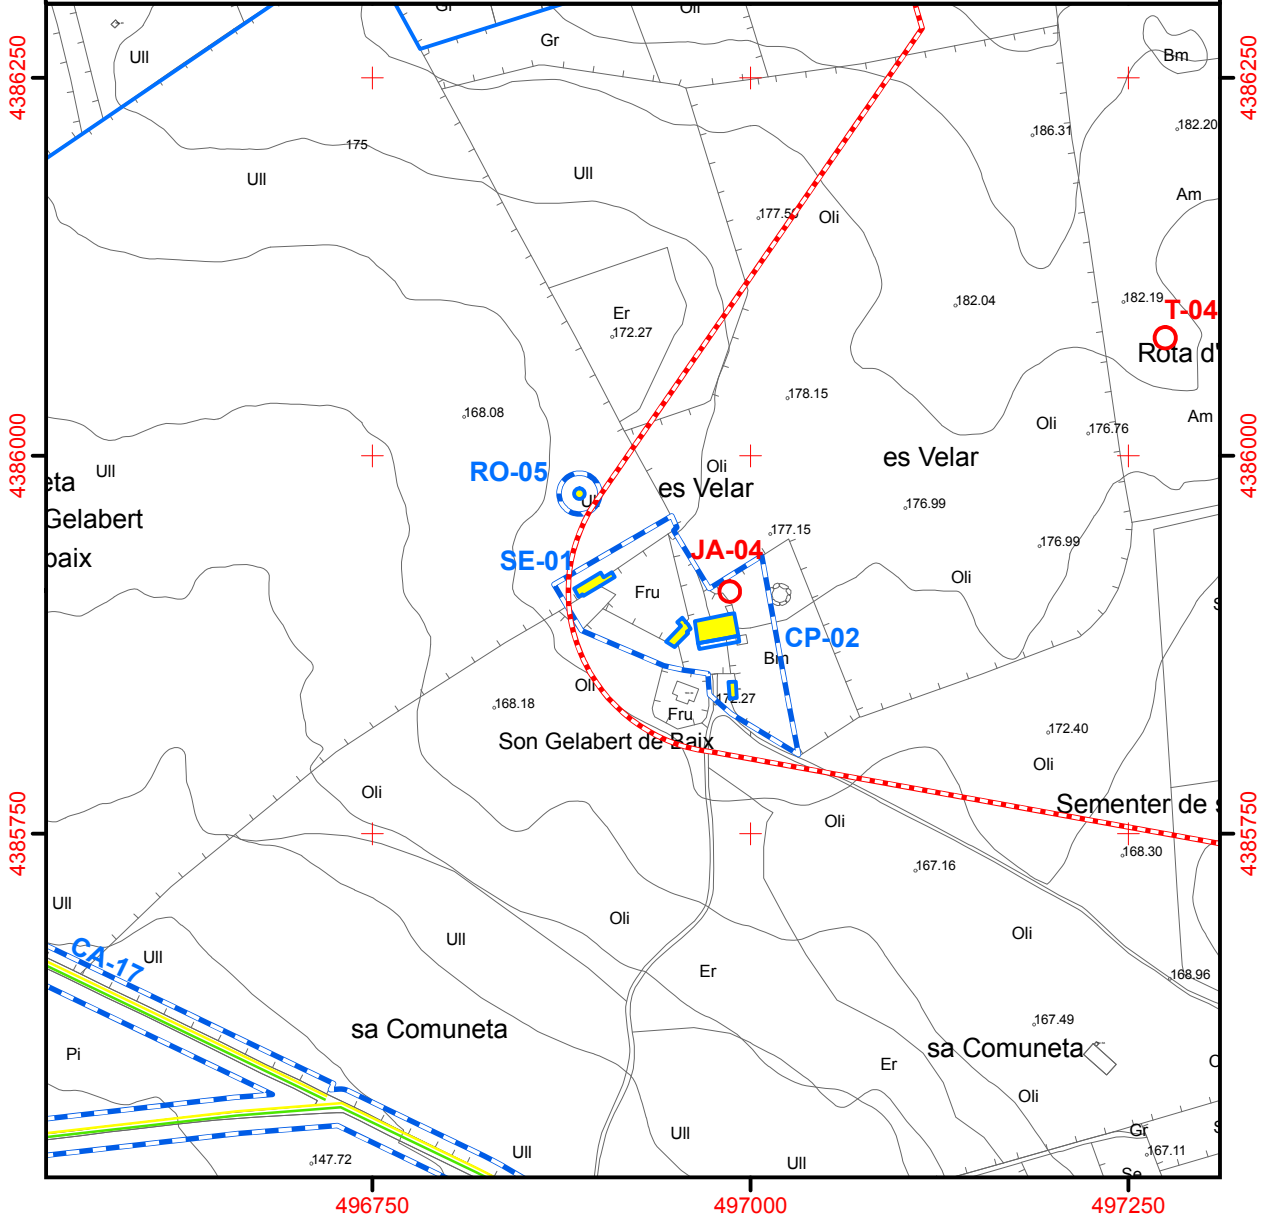 Gr
Oli
Ull
Gr
Bm
4386250
4386250
186.31
182.20
175
Ull
Ull
Am
177.50
Oli
182.04
182.19
T-04
Er
172.27
Rota d'
178.15
168.08
Oli
Am
176.76
4386000
4386000
Ull
RO-05
Oli
es Velar
eta
Ull
es Velar
176.99
Gelabert
177.15
176.99
baix
SE-01
JA-04
Fru
Oli
CP-02
Bm
Oli
172.27
168.18
Fru
172.40
Son Gelabert de Baix
Oli
Oli
Sementer de s
4385750
4385750
Oli
168.30
167.16
Ull
Oli
Oli
Ull
CA-17
Ull
Er
168.96
sa Comuneta
167.49
sa Comuneta
Pi
Er
Oli
Ull
Gr
Ull
167.11
147.72
Ull
Se
496750
497000
497250